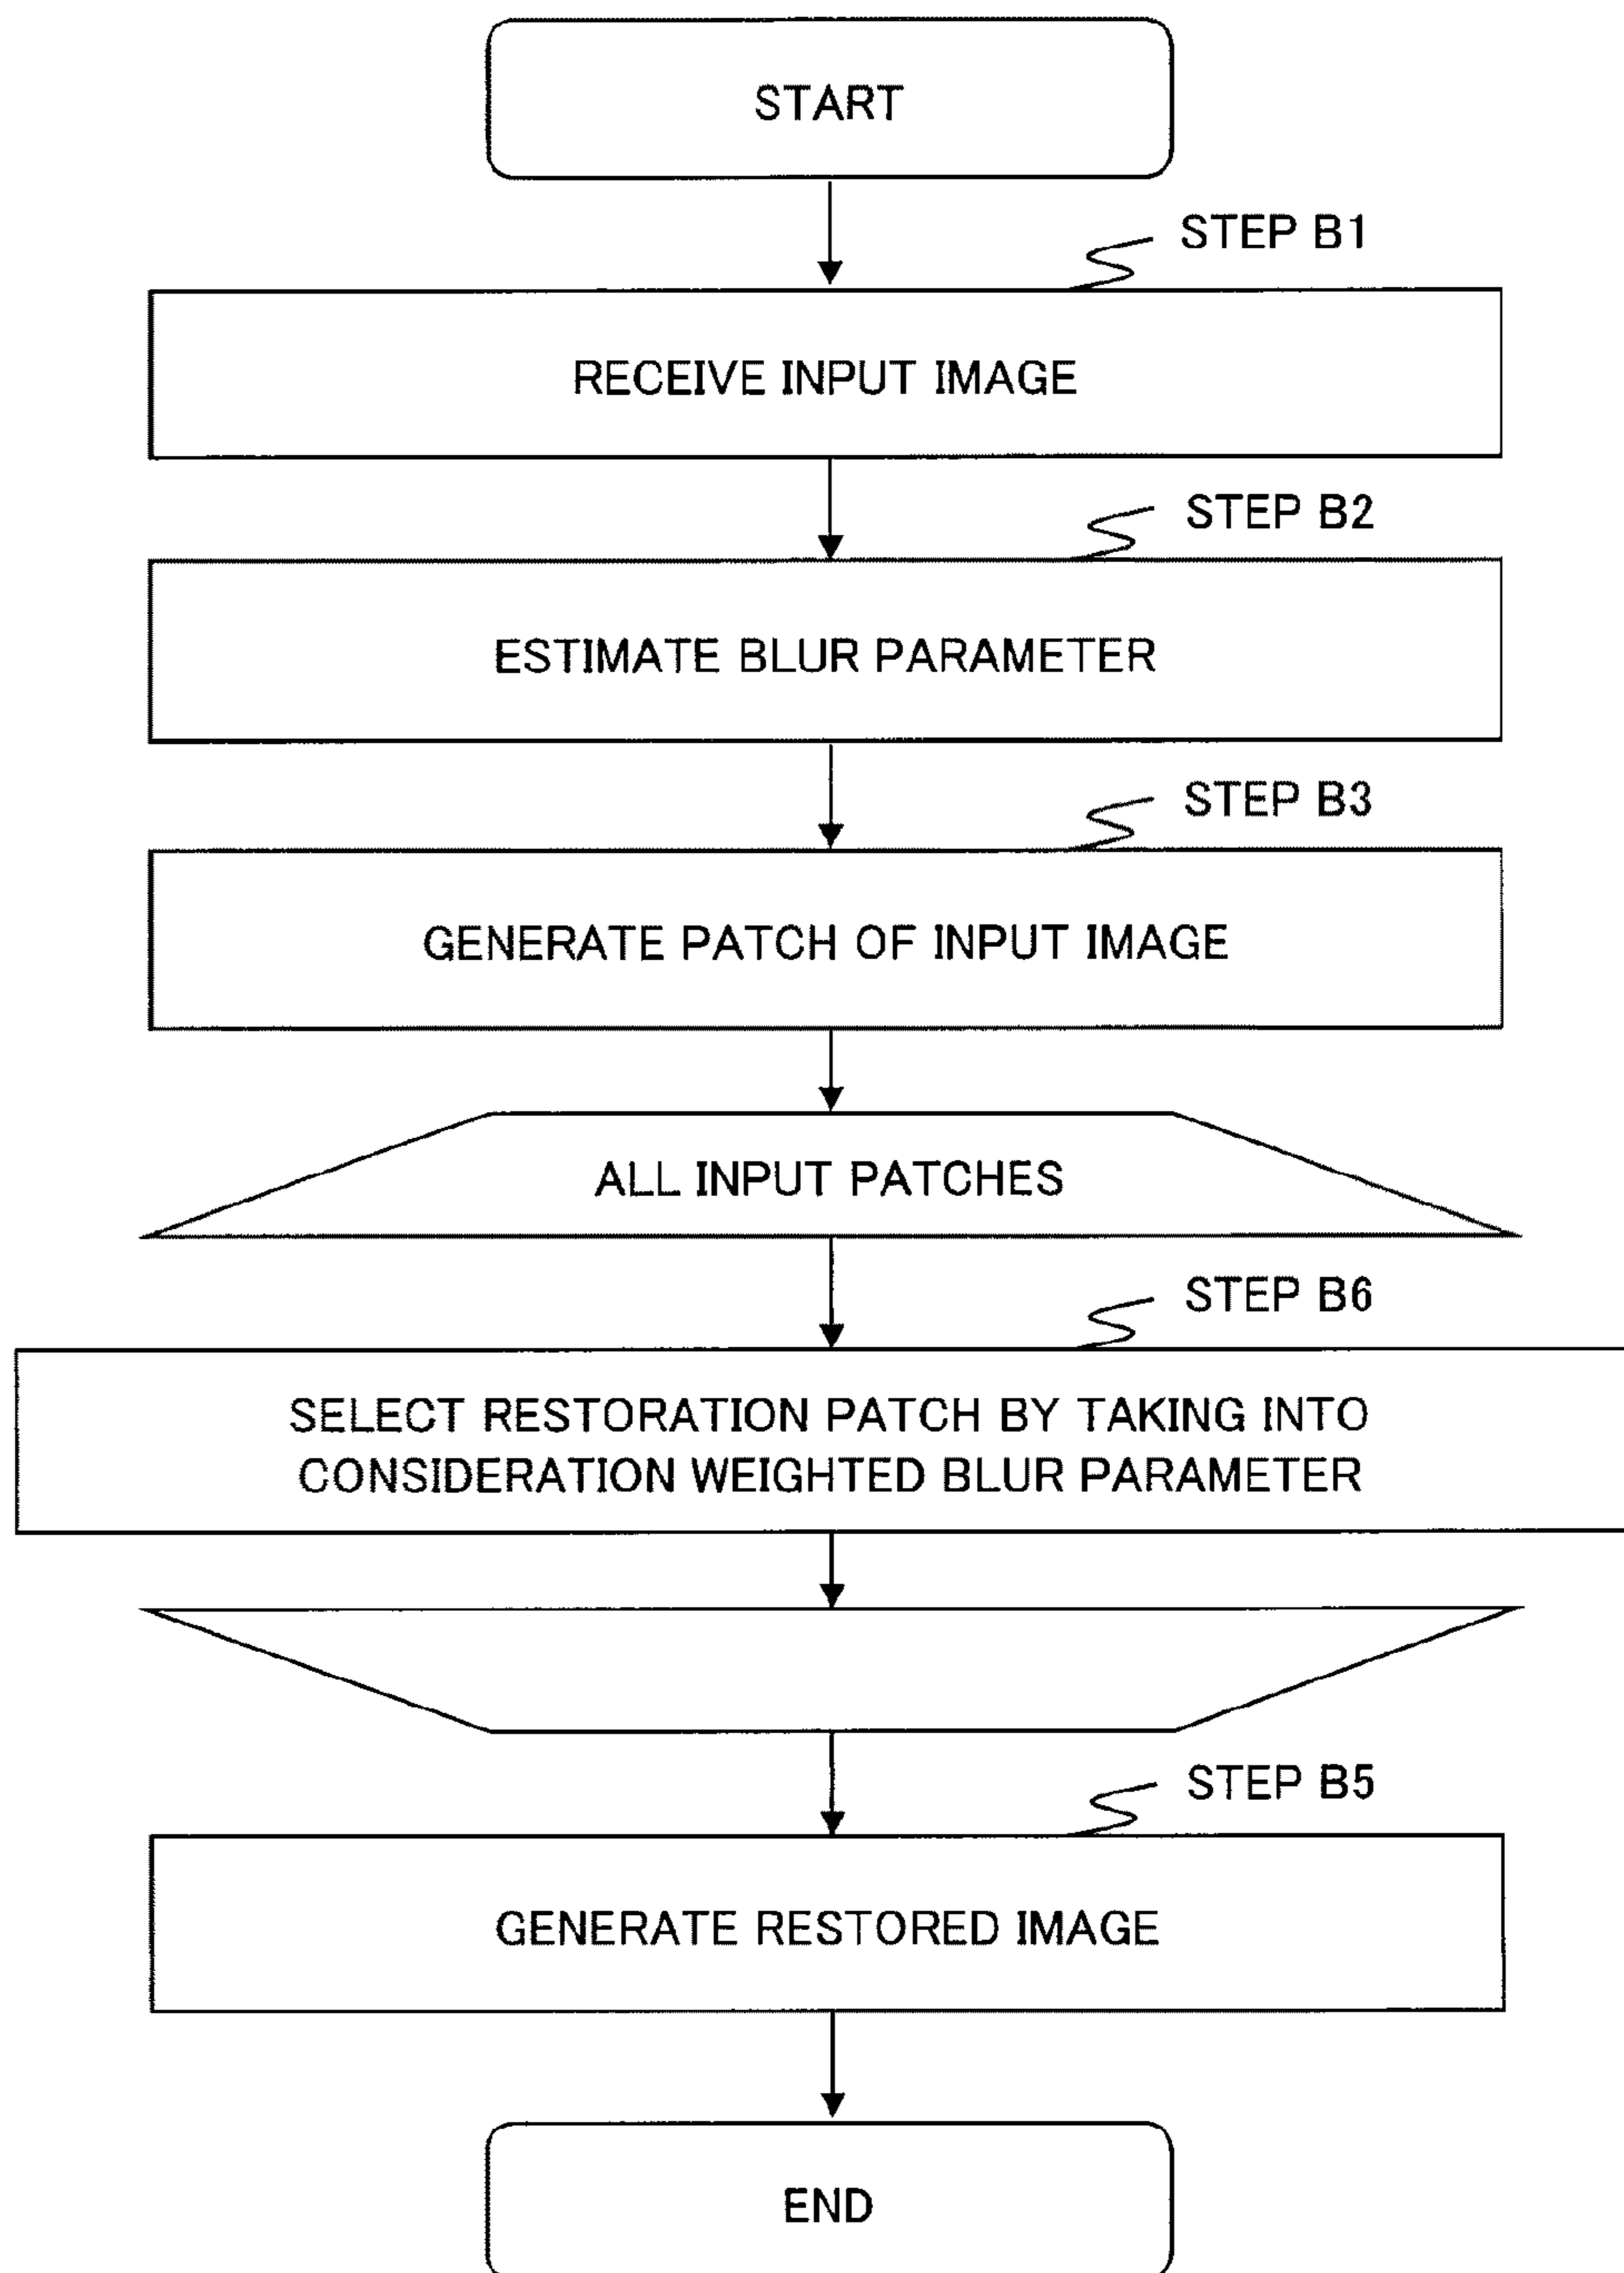 START
STEP B1
RECEIVE INPUT IMAGE
STEP B2
ESTIMATE BLUR PARAMETER
STEP B3
GENERATE PATCH OF INPUT IMAGE
ALL INPUT PATCHES
STEP B6
SELECT RESTORATION PATCH BY TAKING INTO
CONSIDERATION WEIGHTED BLUR PARAMETER
STEP B5
GENERATE RESTORED IMAGE
END